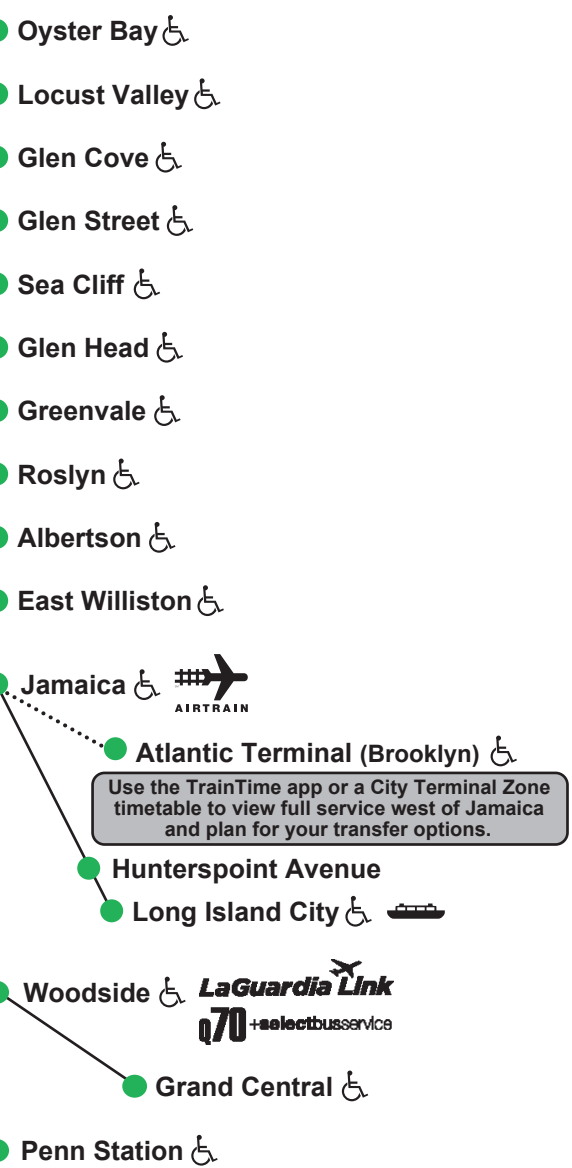 Oyster Bay
Locust Valley
Glen Cove
Glen Street
Sea Cliff
Glen Head
Greenvale
Roslyn
Albertson
East Williston
Jamaica
AIRTRAIN
Atlantic Terminal (Brooklyn)
Use the TrainTime app or a City Terminal Zone
timetable to view full service west of Jamaica
and plan for your transfer options.
Hunterspoint Avenue
Long Island City
Woodside
LaGuardia Link
Q70 +selectbusservice
Grand Central
Penn Station